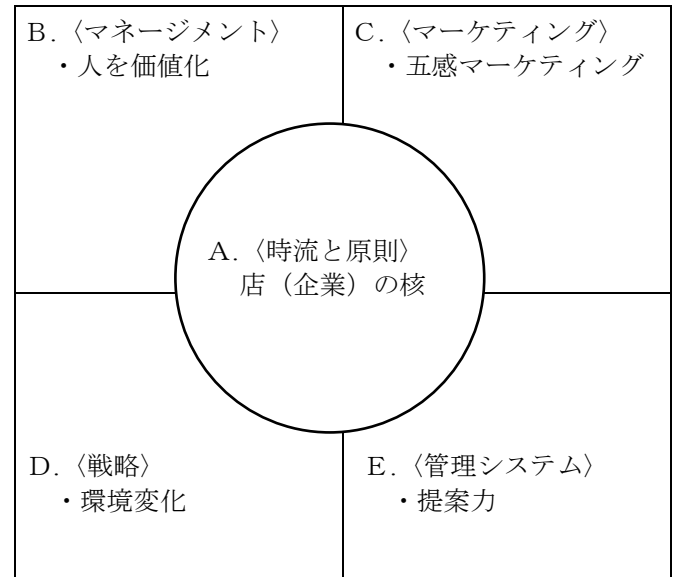 B.〈マネージメント〉
・人を価値化
C.〈マーケティング〉
・五感マーケティング
A.〈時流と原則〉
店（企業）の核
D.〈戦略〉
・環境変化
E.〈管理システム〉
・提案力